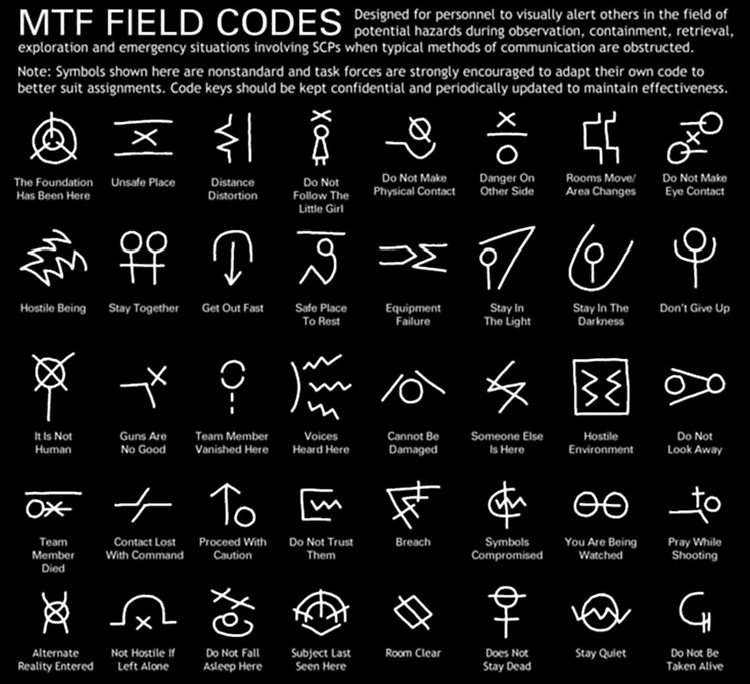 MTF FIELD CODES Designed for personnel to visually alert others in the field of
potential hazards during observation, containment, retrieval,
exploration and emergency situations involving SCPs when typical methods of communication are obstructed.
Note: Symbols shown here are nonstandard and task forces are strongly encouraged to adapt their own code to
better suit assignments. Code keys should be kept confidential and periodically updated to maintain effectiveness.
The Foundation
Has Been Here
Unsafe Place
Distance
Distortion
Do Not
Follow The
Little Girl
Do Not Make
Physical Contact
Danger On
Other Side
Rooms Move/
Area Changes
Do Not Make
Eye Contact
Hostile Being
Stay Together
Get Out Fast
Safe Place
To Rest
Equipment
Failure
Stay In
The Light
Stay In The
Darkness
Don't Give Up
It Is Not
Human
Guns Are
No Good
Team Member
Vanished Here
Voices
Heard Here
Cannot Be
Damaged
Someone Else
Is Here
Hostile
Environment
Do Not
Look Away
Team
Member
Died
Contact Lost
With Command
Proceed With
Caution
Do Not Trust
Them
Breach
Symbols
Compromised
You Are Being
Watched
Pray While
Shooting
Alternate
Reality Entered
Not Hostile If
Left Alone
Do Not Fall
Asleep Here
Subject Last
Seen Here
Room Clear
Does Not
Stay Dead
Stay Quiet
Do Not Be
Taken Alive